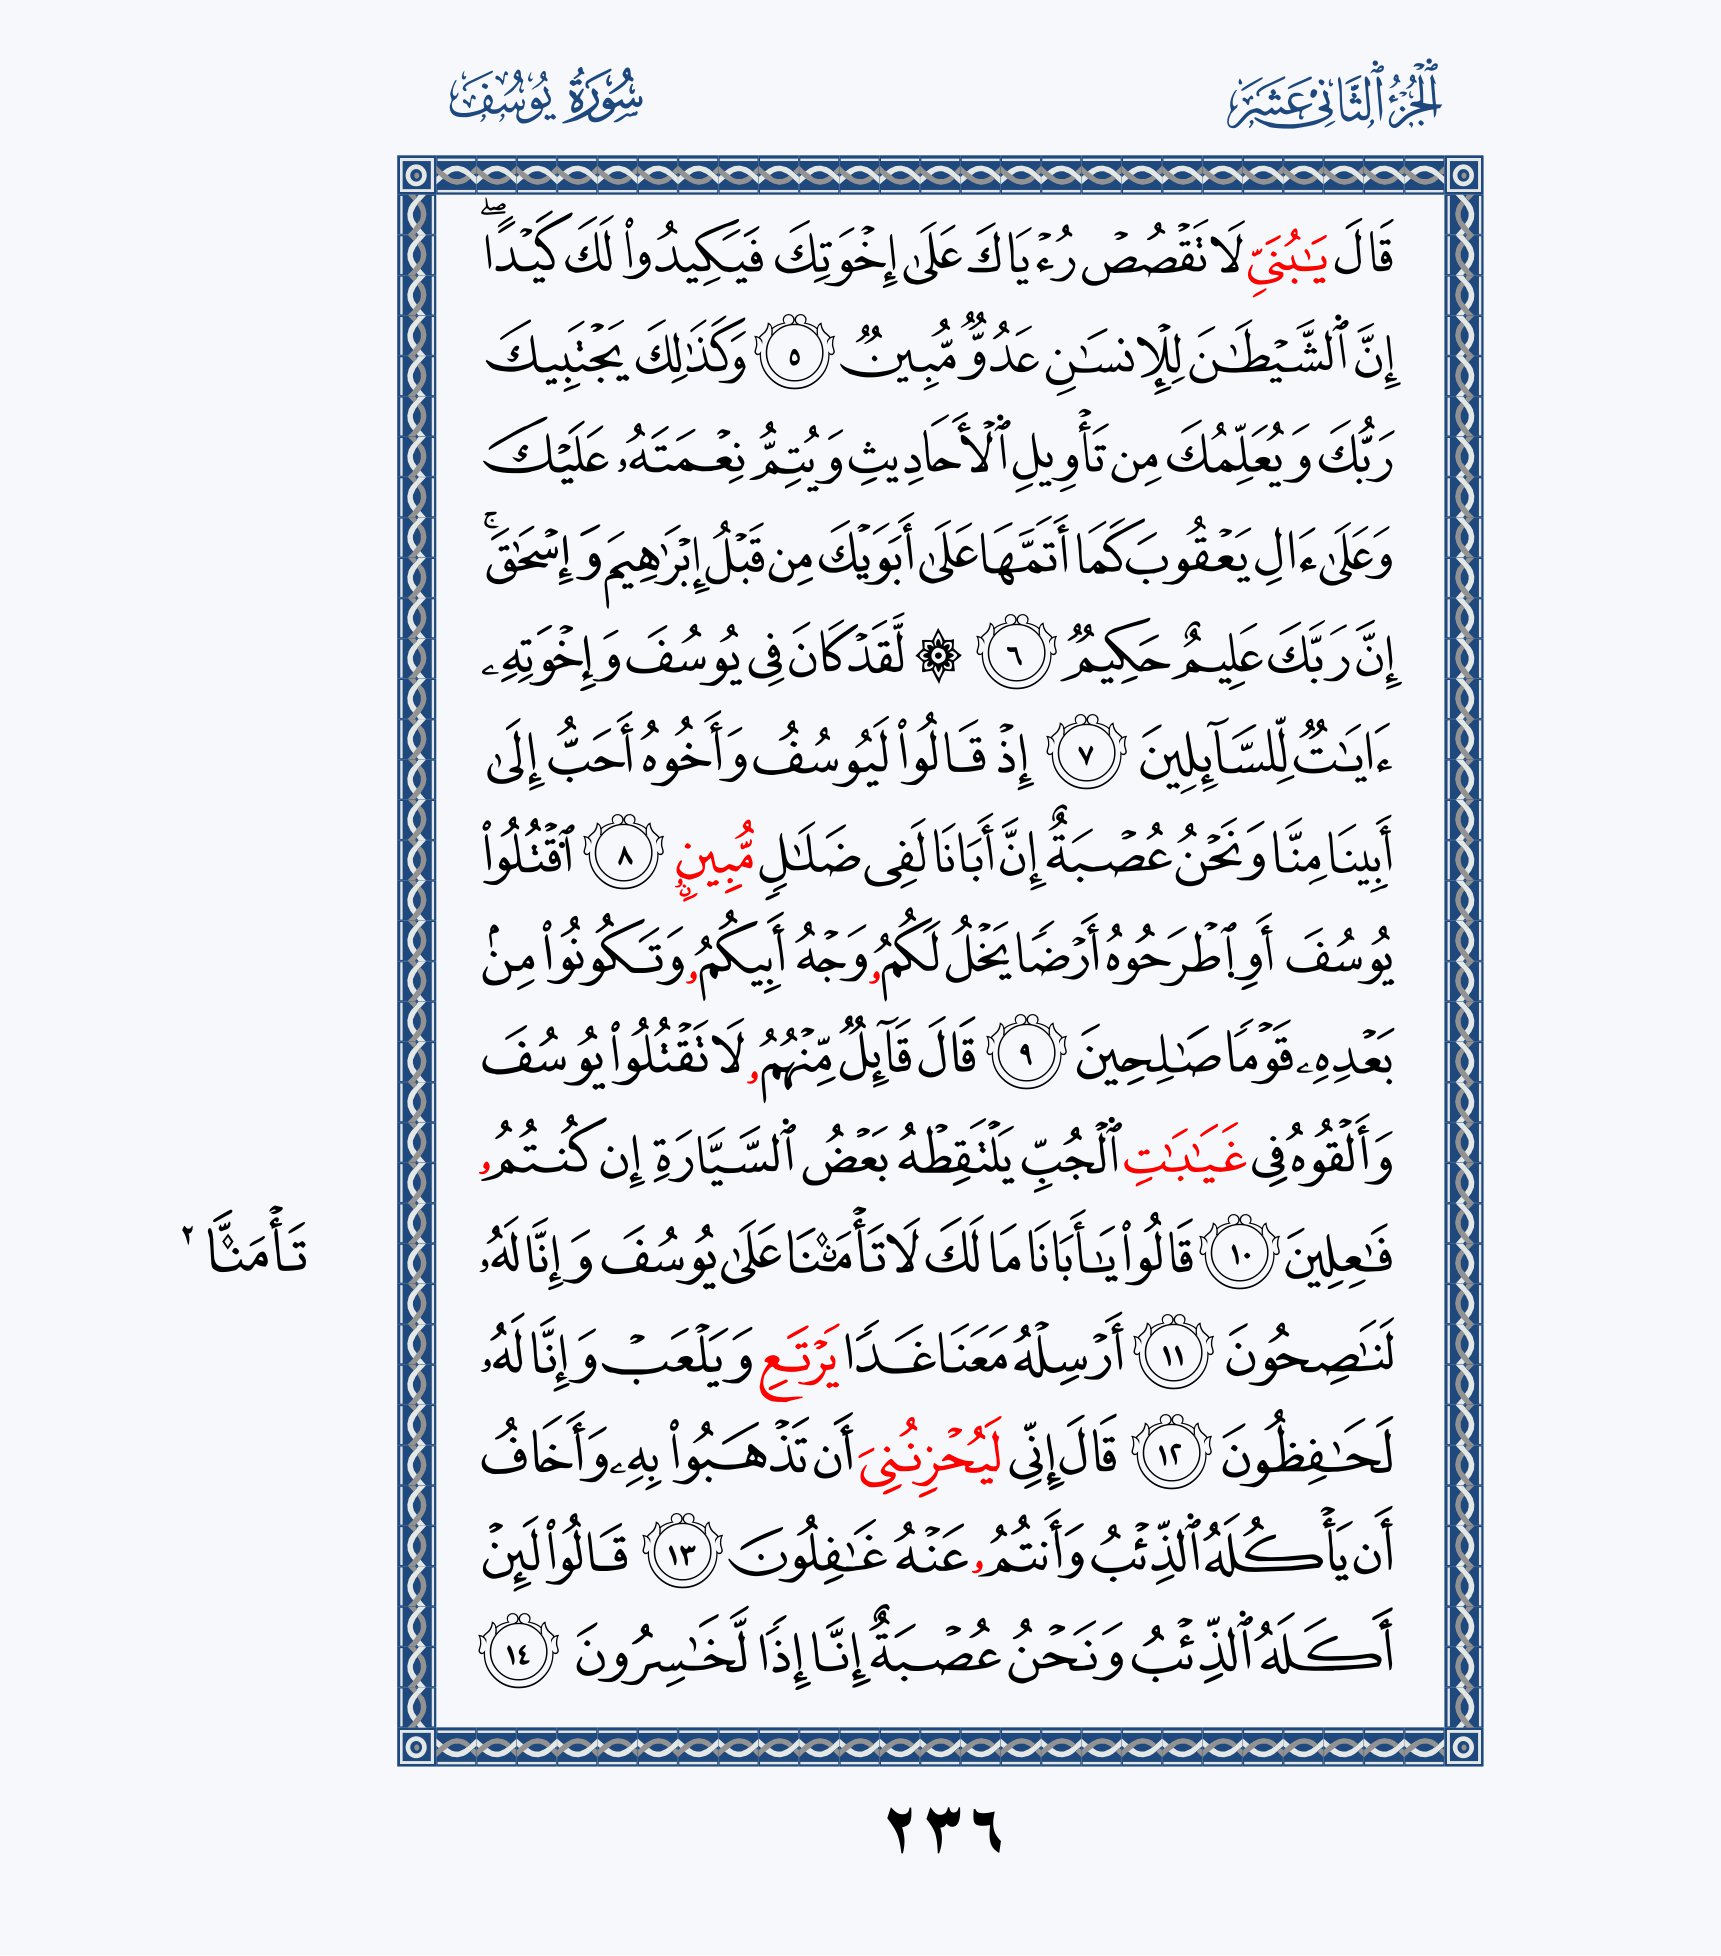 ٱلْجُزْءُ ٱلثَّانِىَ عَشَرَ
سُورَةُ يُوسُفَ
قَالَ يَٰبُنَىِّ لَا تَقْصُصْ رُءْيَاكَ عَلَىٰٓ إِخْوَتِكَ فَيَكِيدُوا۟ لَكَ كَيْدًاۖ
إِنَّ ٱلشَّيْطَٰنَ لِلْإِنسَٰنِ عَدُوٌّ مُّبِينٌ ٥ وَكَذَٰلِكَ يَجْتَبِيكَ
رَبُّكَ وَيُعَلِّمُكَ مِن تَأْوِيلِ ٱلْأَحَادِيثِ وَيُتِمُّ نِعْمَتَهُۥ عَلَيْكَ
وَعَلَىٰٓ ءَالِ يَعْقُوبَ كَمَا أَتَمَّهَا عَلَىٰٓ أَبَوَيْكَ مِن قَبْلُ إِبْرَٰهِيمَ وَإِسْحَٰقَۚ
إِنَّ رَبَّكَ عَلِيمٌ حَكِيمٌ ٦ ۞ لَّقَدْ كَانَ فِى يُوسُفَ وَإِخْوَتِهِۦ
ءَايَٰتٌ لِّلسَّآئِلِينَ ٧ إِذْ قَالُوا۟ لَيُوسُفُ وَأَخُوهُ أَحَبُّ إِلَىٰ
أَبِينَا مِنَّا وَنَحْنُ عُصْبَةٌ إِنَّ أَبَانَا لَفِى ضَلَٰلٍ مُّبِينٍ ٨ ٱقْتُلُوا۟
يُوسُفَ أَوِ ٱطْرَحُوهُ أَرْضًا يَخْلُ لَكُمُۥ وَجْهُ أَبِيكُمُۥ وَتَكُونُوا۟ مِنۢ
بَعْدِهِۦ قَوْمًا صَٰلِحِينَ ٩ قَالَ قَآئِلٌ مِّنْهُمُۥ لَا تَقْتُلُوا۟ يُوسُفَ
وَأَلْقُوهُ فِى غَيَٰبَٰتِ ٱلْجُبِّ يَلْتَقِطْهُ بَعْضُ ٱلسَّيَّارَةِ إِن كُنتُمُۥ
فَٰعِلِينَ ١٠ قَالُوا۟ يَٰأَبَانَا مَا لَكَ لَا تَأْمَ۫نْنَا عَلَىٰ يُوسُفَ وَإِنَّا لَهُۥ
لَنَٰصِحُونَ ١١ أَرْسِلْهُ مَعَنَا غَدًا يَرْتَعِ وَيَلْعَبْ وَإِنَّا لَهُۥ
لَحَٰفِظُونَ ١٢ قَالَ إِنِّى لَيُحْزِنُنِىَ أَن تَذْهَبُوا۟ بِهِۦ وَأَخَافُ
أَن يَأْكُلَهُ ٱلذِّئْبُ وَأَنتُمُۥ عَنْهُ غَٰفِلُونَ ١٣ قَالُوا۟ لَئِنْ
أَكَلَهُ ٱلذِّئْبُ وَنَحْنُ عُصْبَةٌ إِنَّا إِذًا لَّخَٰسِرُونَ ١٤
تَأْمَ۫نَّا ٢
٢٣٦